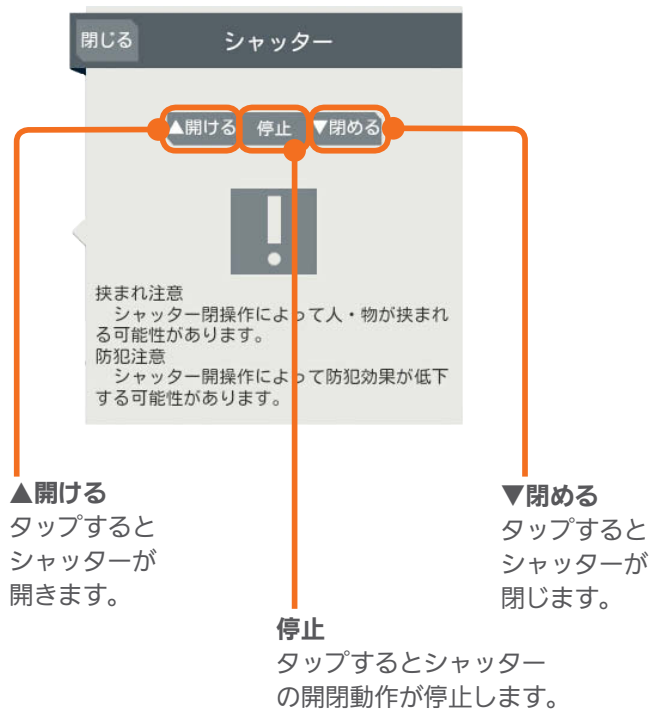 閉じる
シャッター
▲開ける
停止
▼閉める
挟まれ注意
　シャッター閉操作によって人・物が挟まれ
る可能性があります。
防犯注意
　シャッター開操作によって防犯効果が低下
する可能性があります。
▲開ける
タップすると
シャッターが
開きます。
▼閉める
タップすると
シャッターが
閉じます。
停止
タップするとシャッター
の開閉動作が停止します。